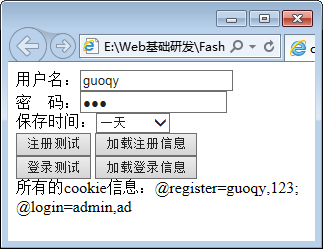 E:\Web基础研发\Fash
用户名：guoqy
密 码：●●●
保存时间：一天
注册测试 加载注册信息
登录测试 加载登录信息
所有的cookie信息：@register=guoqy,123;
@login=admin,ad